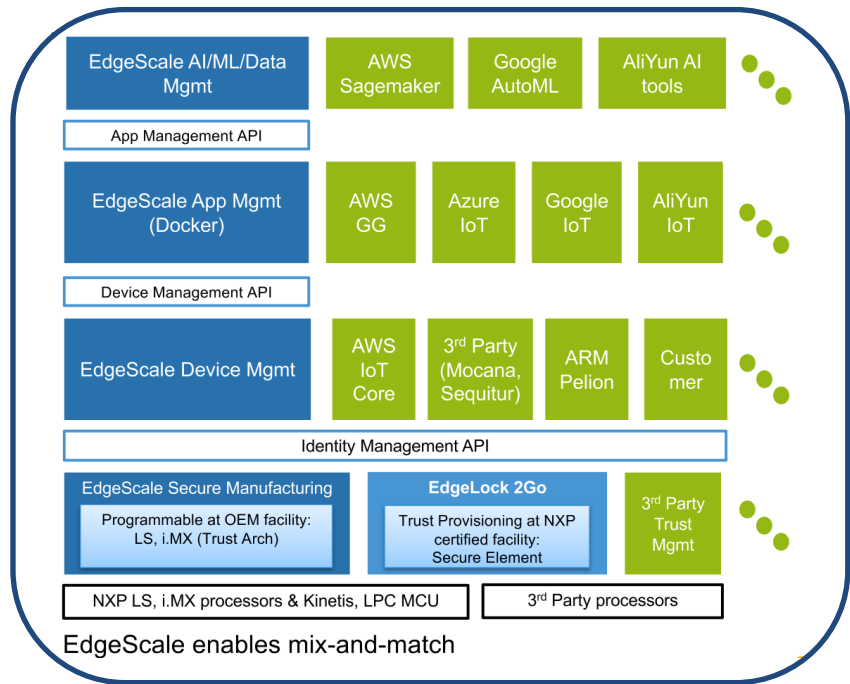 EdgeScale AI/ML/Data
Mgmt
AWS
Sagemaker
Google
AutoML
AliYun AI
tools
App Management API
EdgeScale App Mgmt
(Docker)
AWS
GG
Azure
IoT
Google
IoT
AliYun
IoT
Device Management API
EdgeScale Device Mgmt
AWS
IoT
Core
3rd Party
(Mocana,
Sequitur)
ARM
Pelion
Custo
mer
Identity Management API
EdgeScale Secure Manufacturing
Programmable at OEM facility:
LS, i.MX (Trust Arch)
EdgeLock 2Go
Trust Provisioning at NXP
certified facility:
Secure Element
3rd Party
Trust
Mgmt
NXP LS, i.MX processors & Kinetis, LPC MCU
3rd Party processors
EdgeScale enables mix-and-match